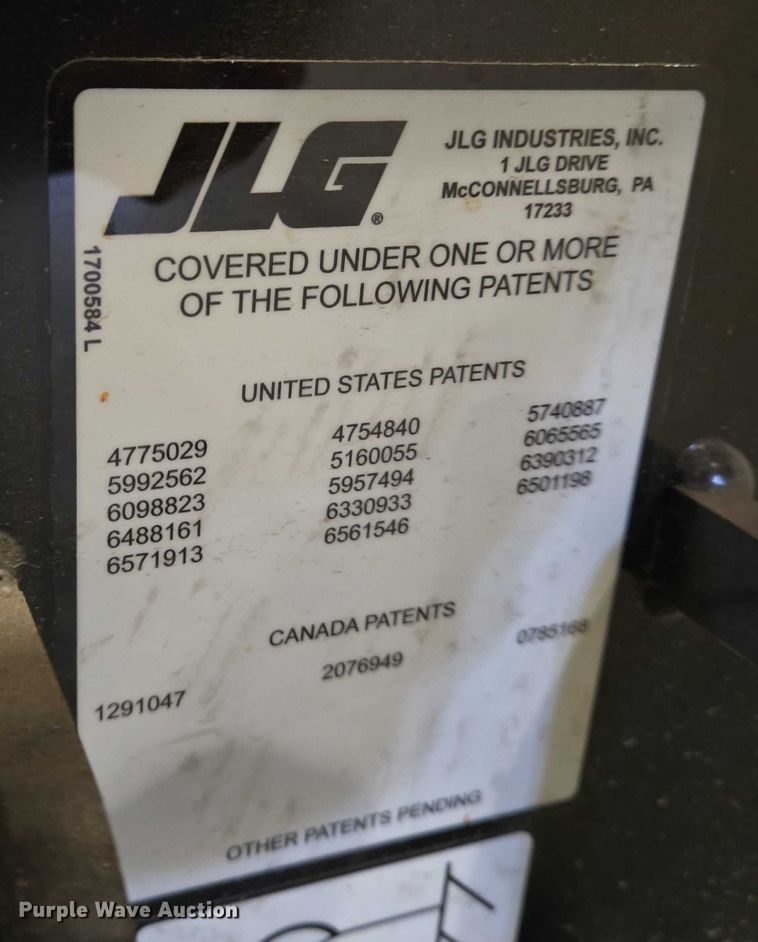 JLG®
JLG INDUSTRIES, INC.
1 JLG DRIVE
McCONNELLSBURG, PA
17233
COVERED UNDER ONE OR MORE
OF THE FOLLOWING PATENTS
1700584 L
UNITED STATES PATENTS
4775029 4754840 5740887
5992562 5160055 6065565
6098823 5957494 6390312
6488161 6330933 6501198
6571913 6561546
CANADA PATENTS
1291047 2076949 0785168
OTHER PATENTS PENDING
Purple Wave Auction